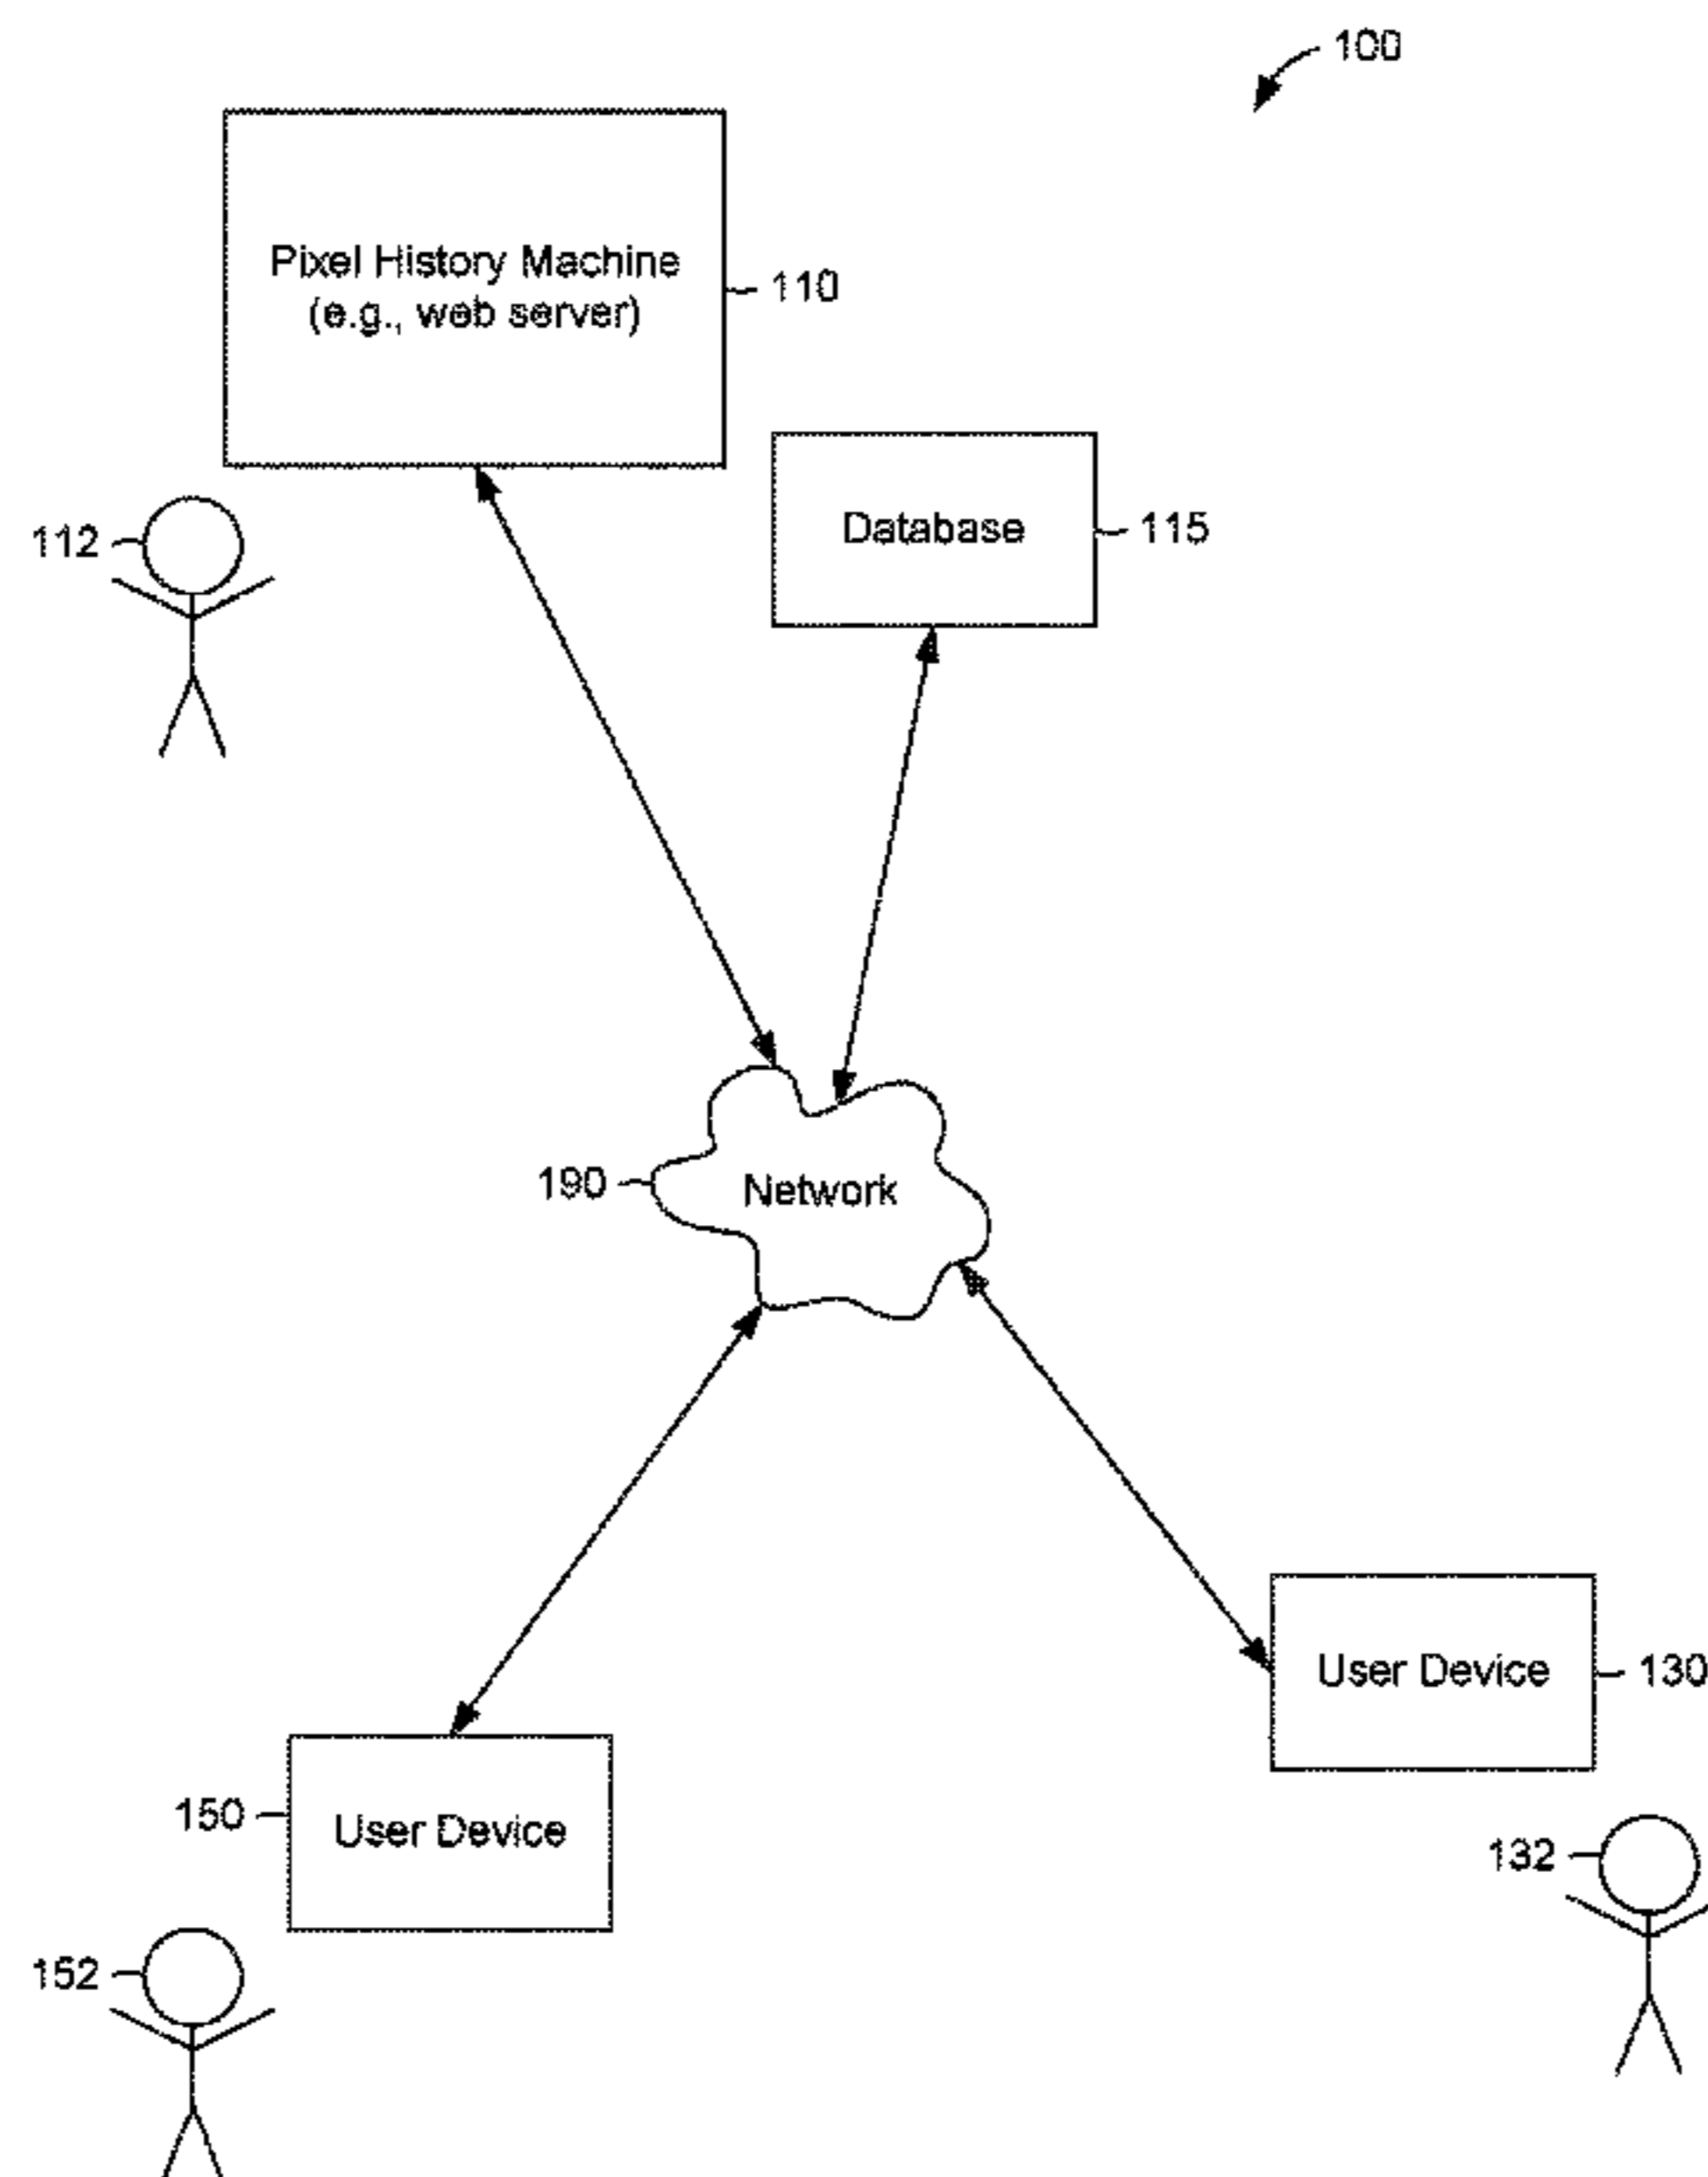 100
Pixel History Machine
(e.g., web server)
110
112
Database
115
190
Network
User Device
130
150
User Device
132
152